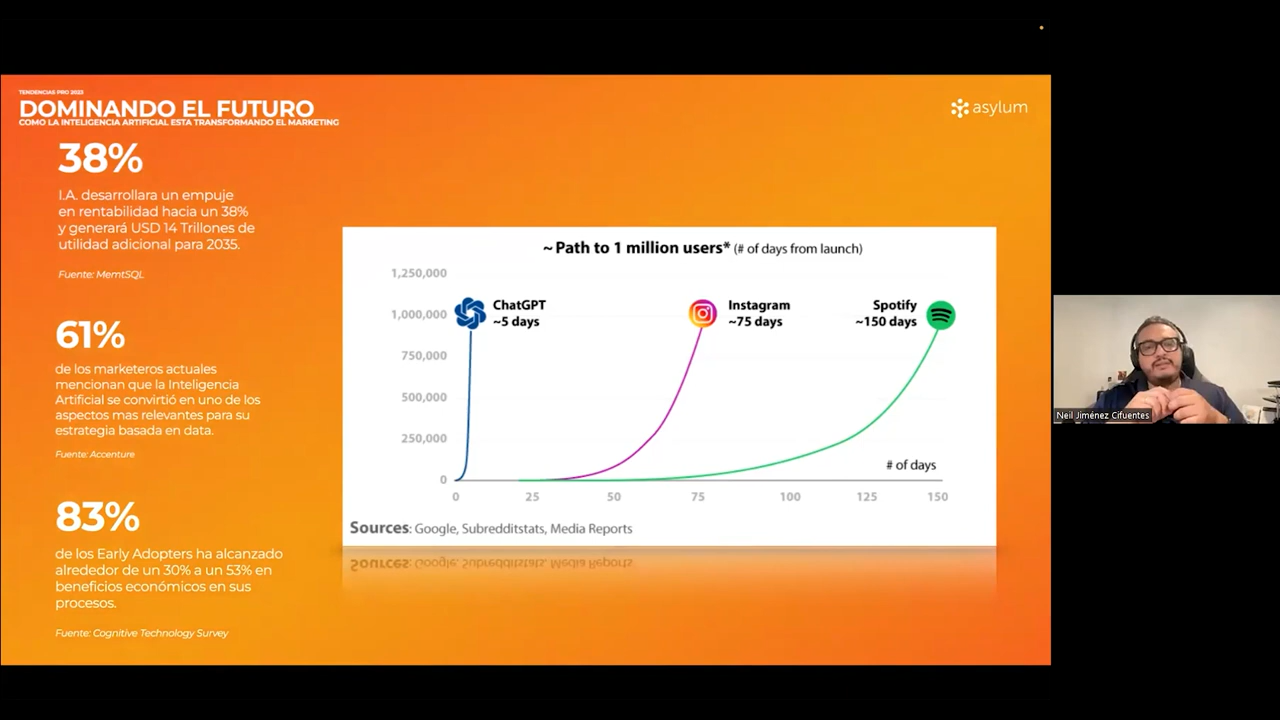 TENDENCIAS PRO 2023
DOMINANDO EL FUTURO
COMO LA INTELIGENCIA ARTIFICIAL ESTA TRANSFORMANDO EL MARKETING
asylum
38%
I.A. desarrollara un empuje
en rentabilidad hacia un 38%
y generará USD 14 Trillones de
utilidad adicional para 2035.
Fuente: MemtSQL
61%
de los marketeros actuales
mencionan que la Inteligencia
Artificial se convirtió en uno de los
aspectos mas relevantes para su
estrategia basada en data.
Fuente: Accenture
83%
de los Early Adopters ha alcanzado
alrededor de un 30% a un 53% en
beneficios económicos en sus
procesos.
Fuente: Cognitive Technology Survey
~ Path to 1 million users* (# of days from launch)
1,250,000
1,000,000
750,000
500,000
250,000
0
ChatGPT
~5 days
Instagram
~75 days
Spotify
~150 days
# of days
0 25 50 75 100 125 150
Sources: Google, Subredditstats, Media Reports
Neil Jiménez Cifuentes